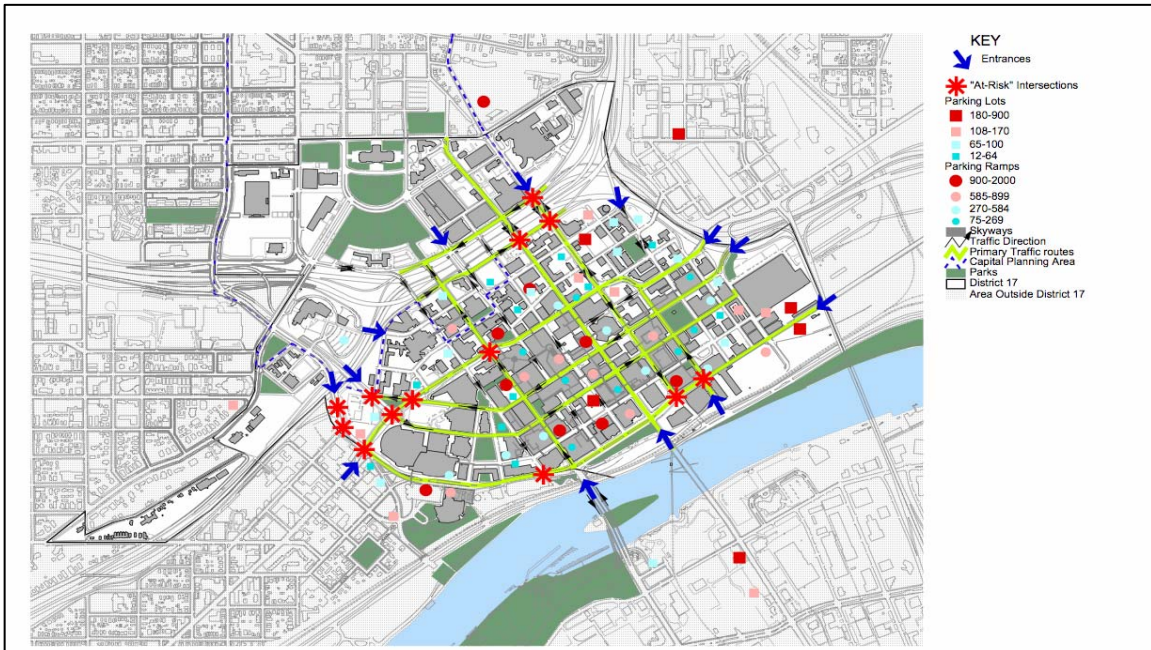 KEY
Entrances
"At-Risk" Intersections
Parking Lots
180-900
108-170
65-100
12-64
Parking Ramps
900-2000
585-899
270-584
75-269
Skyways
Traffic Direction
Primary Traffic routes
Capital Planning Area
Parks
District 17
Area Outside District 17